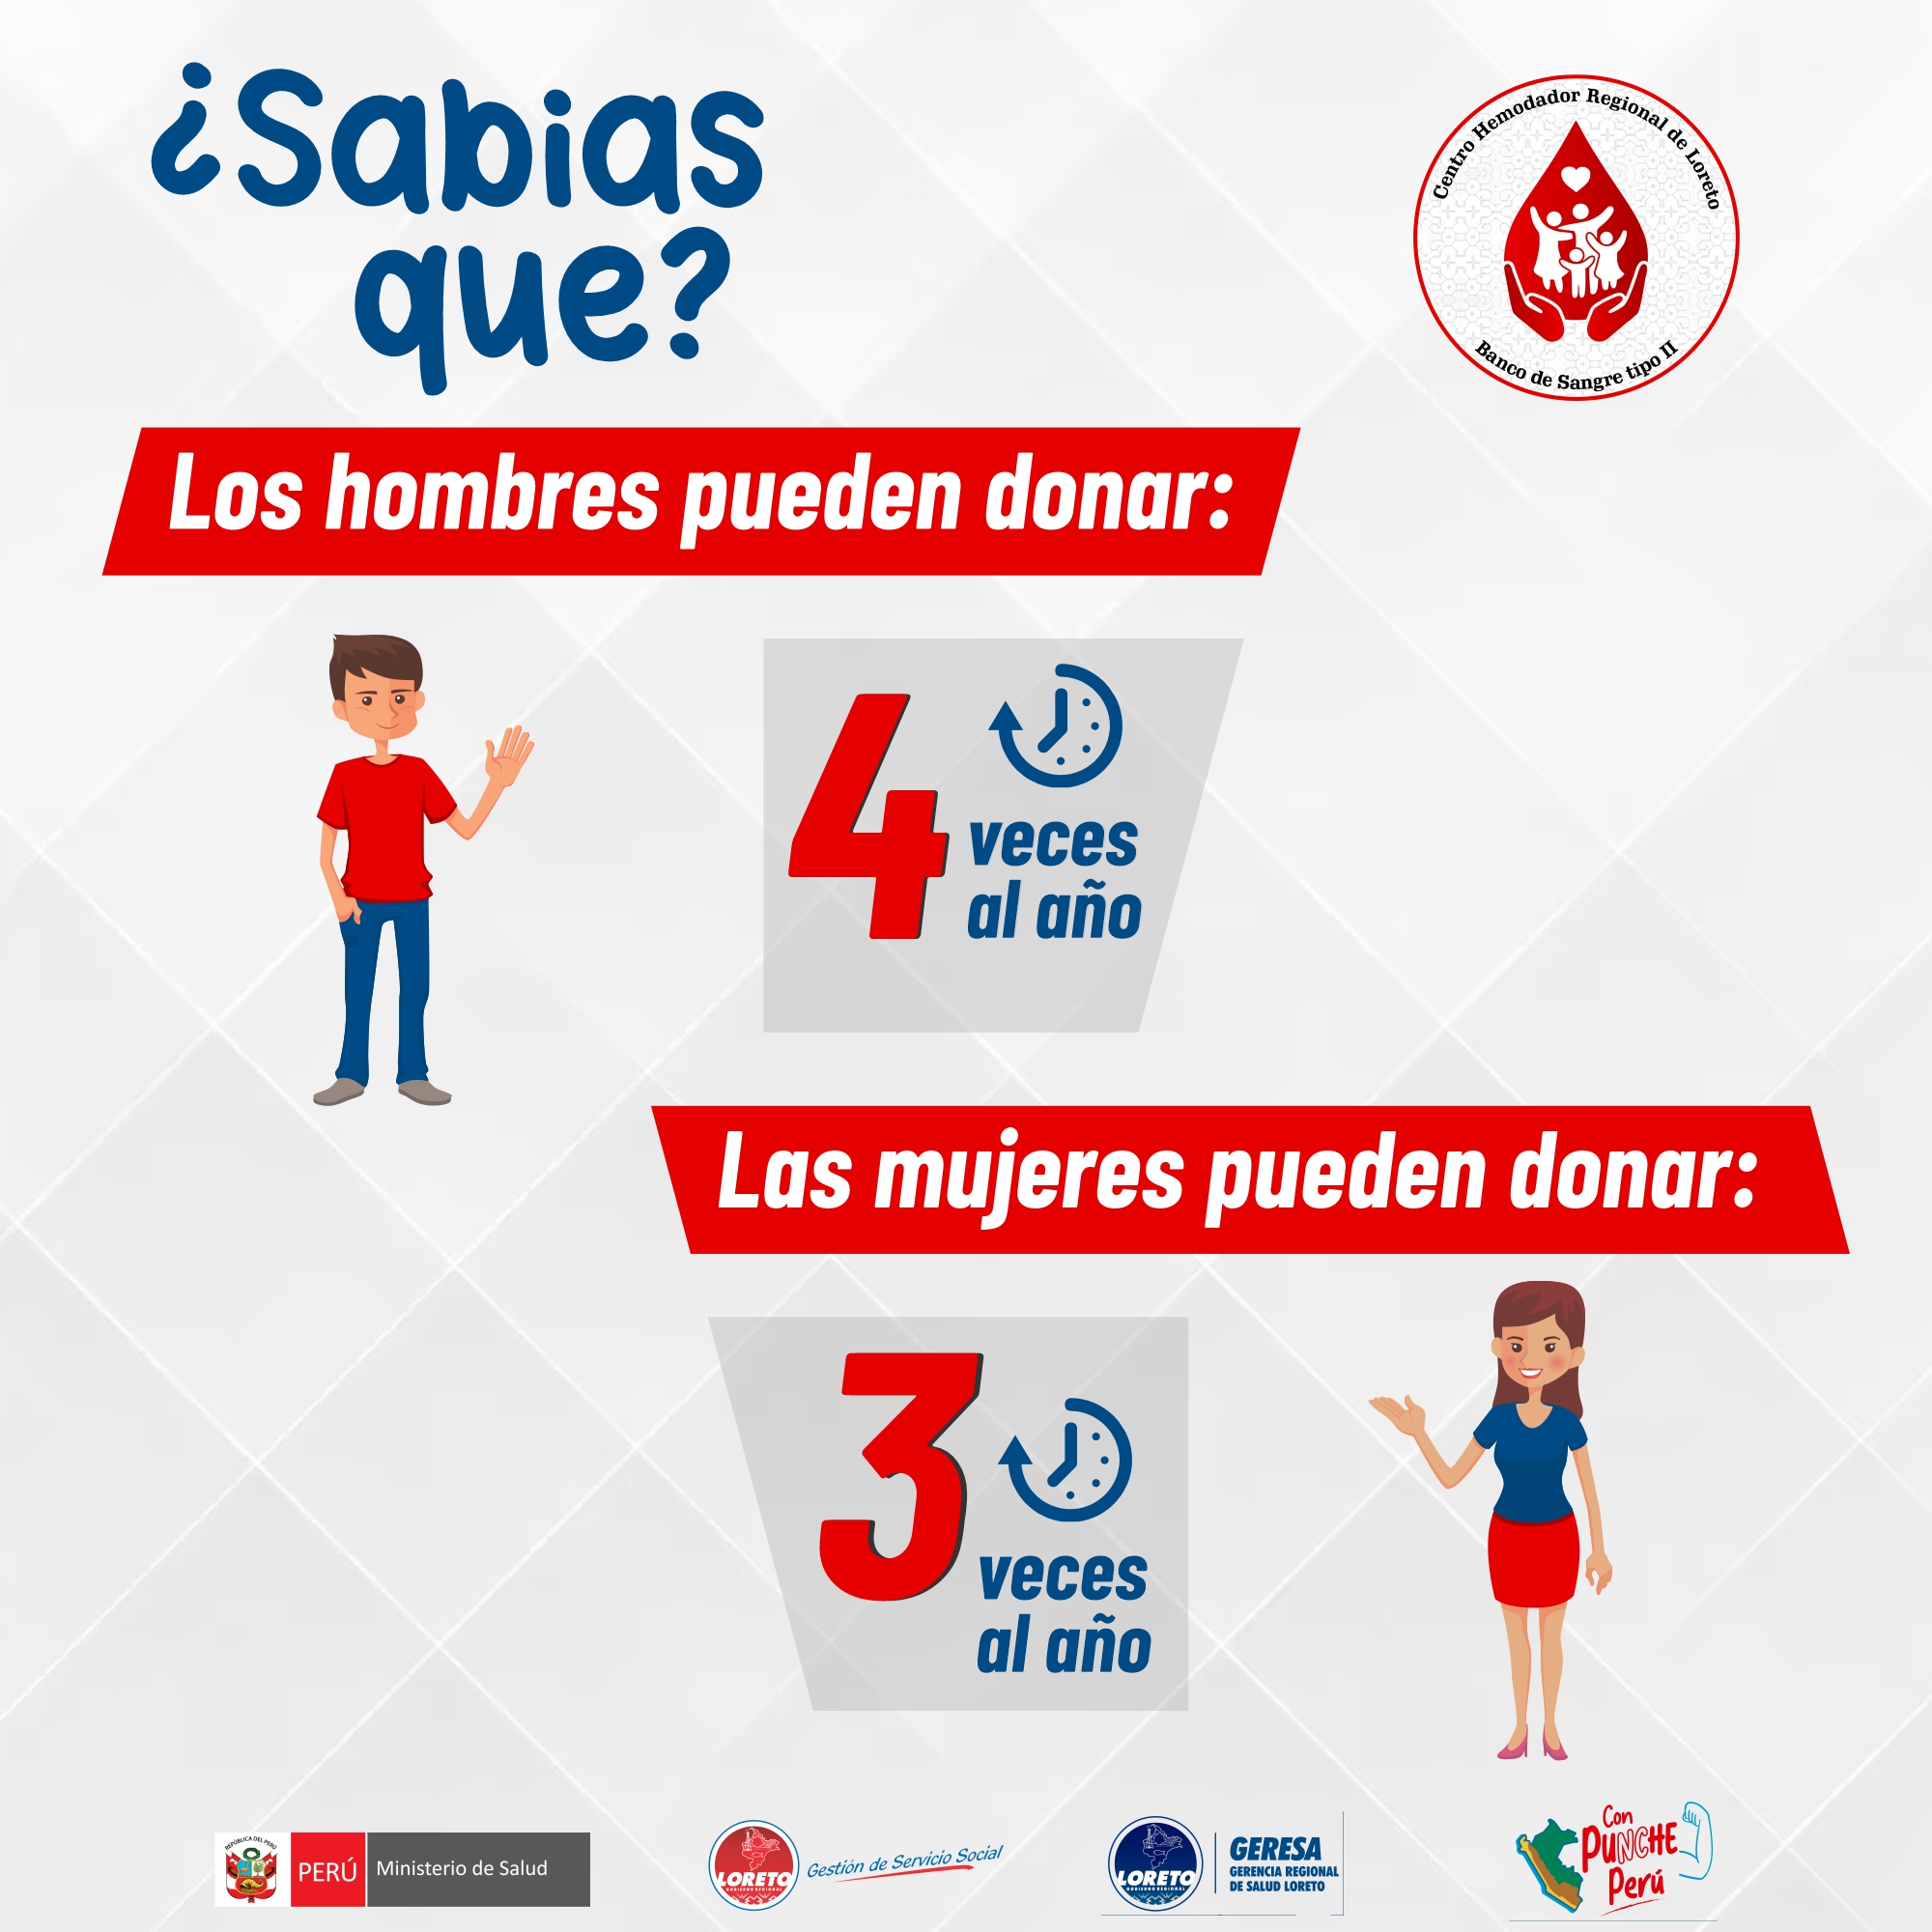 ¿Sabias
que?
Centro Hemodador Regional de Loreto
Banco de Sangre tipo II
Los hombres pueden donar:
4
veces
al año
Las mujeres pueden donar:
3
veces
al año
REPÚBLICA DEL PERÚ
PERÚ
Ministerio de Salud
LORETO
GOBIERNO REGIONAL
Gestión de Servicio Social
LORETO
GOBIERNO REGIONAL
GERESA
GERENCIA REGIONAL
DE SALUD LORETO
Con
PUNCHE
Perú